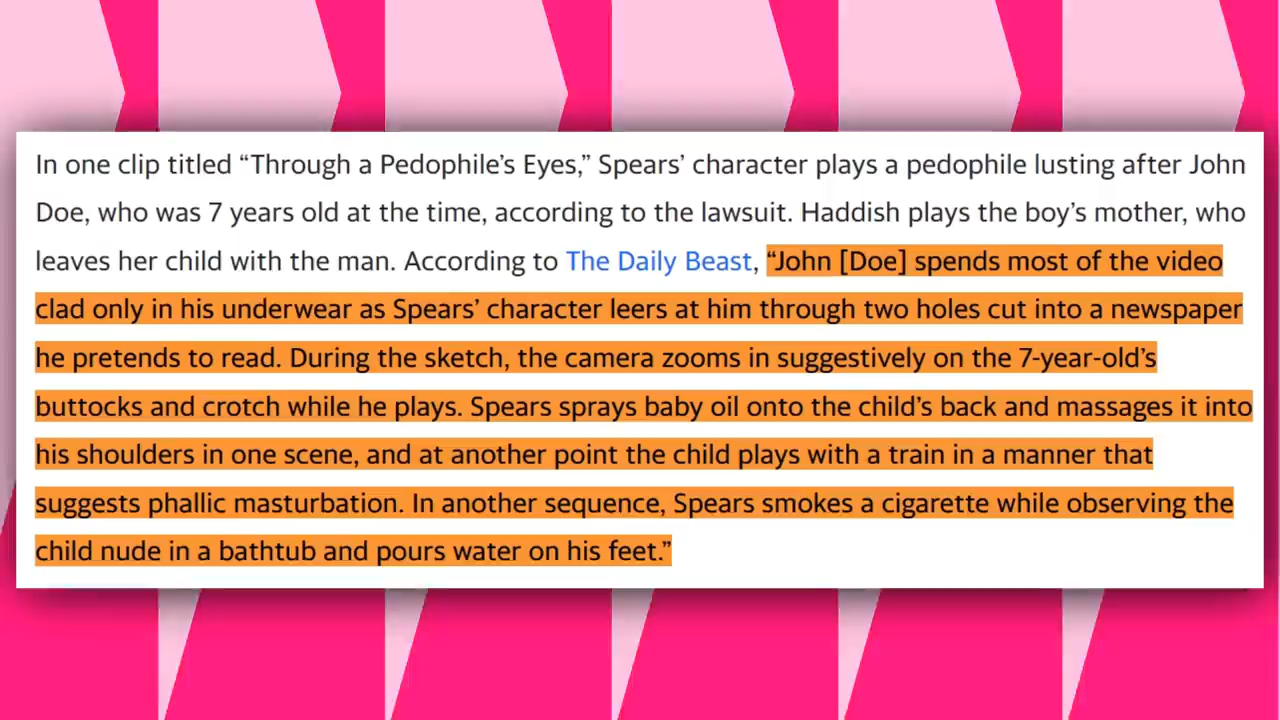 In one clip titled “Through a Pedophile’s Eyes,” Spears’ character plays a pedophile lusting after John
Doe, who was 7 years old at the time, according to the lawsuit. Haddish plays the boy’s mother, who
leaves her child with the man. According to The Daily Beast, “John [Doe] spends most of the video
clad only in his underwear as Spears’ character leers at him through two holes cut into a newspaper
he pretends to read. During the sketch, the camera zooms in suggestively on the 7-year-old’s
buttocks and crotch while he plays. Spears sprays baby oil onto the child’s back and massages it into
his shoulders in one scene, and at another point the child plays with a train in a manner that
suggests phallic masturbation. In another sequence, Spears smokes a cigarette while observing the
child nude in a bathtub and pours water on his feet.”